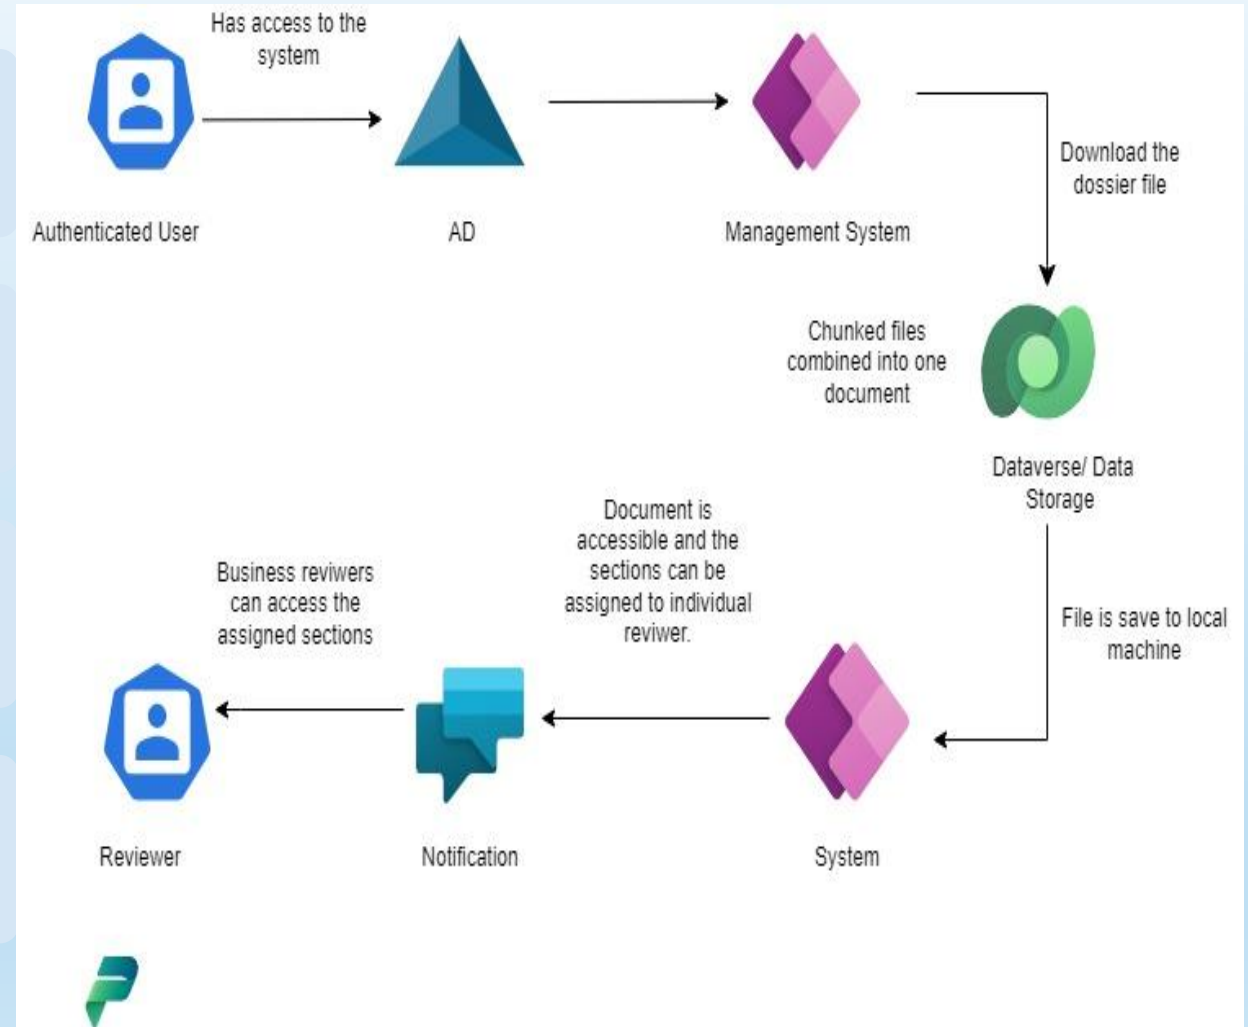 Has access to the
system
Authenticated User
AD
Management System
Download the
dossier file
Chunked files
combined into one
document
Dataverse/ Data
Storage
File is save to local
machine
Document is
accessible and the
sections can be
assigned to individual
reviwer.
Business reviwers
can access the
assigned sections
Reviewer
Notification
System